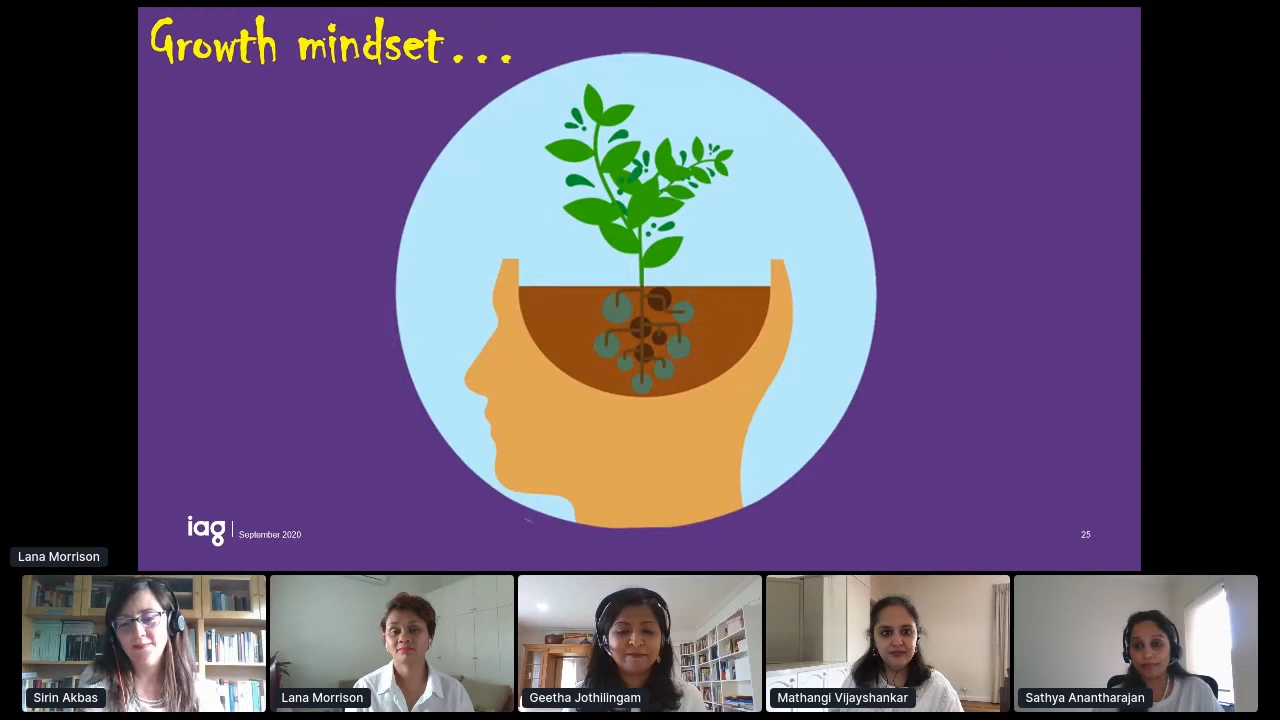 Growth mindset...
iag
September 2020
25
Lana Morrison
Sirin Akbas
Lana Morrison
Geetha Jothilingam
Mathangi Vijayshankar
Sathya Anantharajan